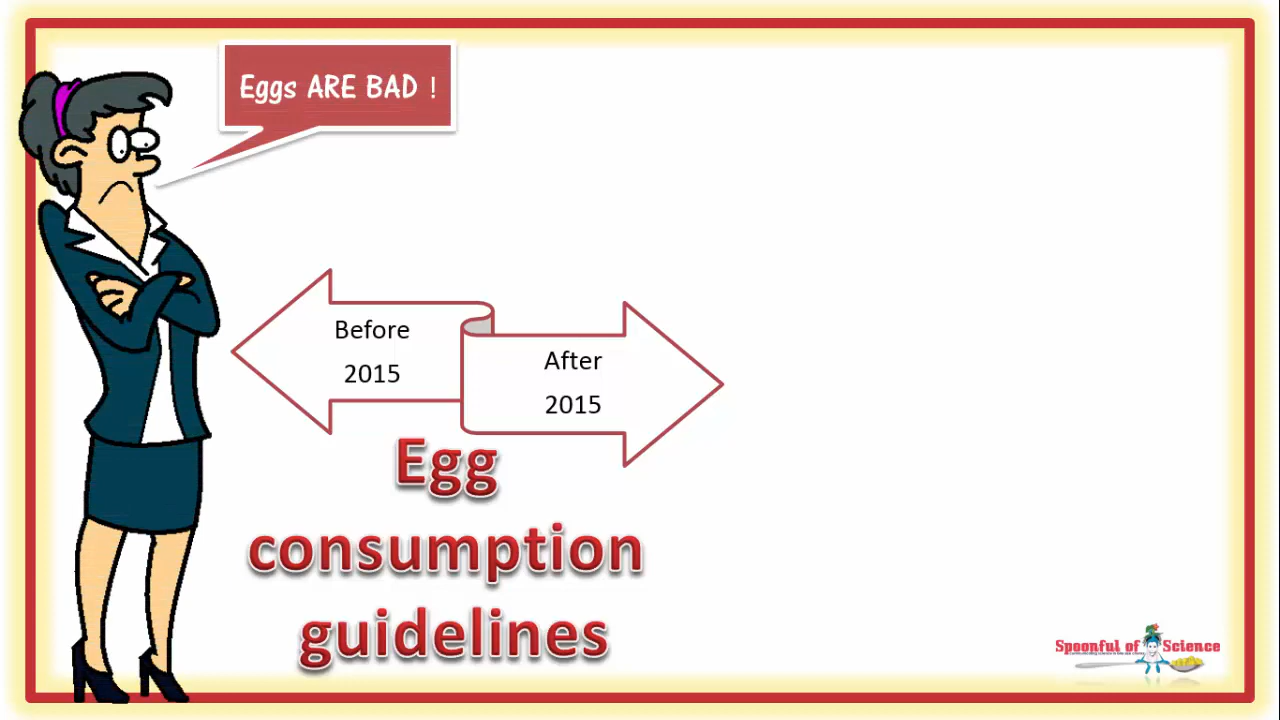 Eggs ARE BAD !
Before
2015
After
2015
Egg
consumption
guidelines
Spoonful of Science